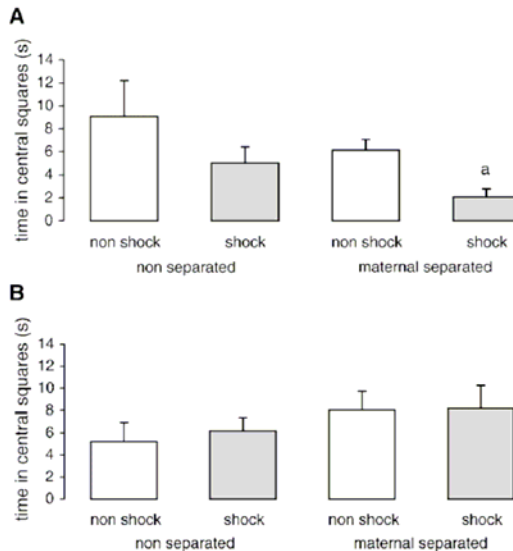 A
time in central squares (s)
14
12
10
8
6
4
2
0
a
non shock shock non shock shock
non separated maternal separated
B
time in central squares (s)
14
12
10
8
6
4
2
0
non shock shock non shock shock
non separated maternal separated